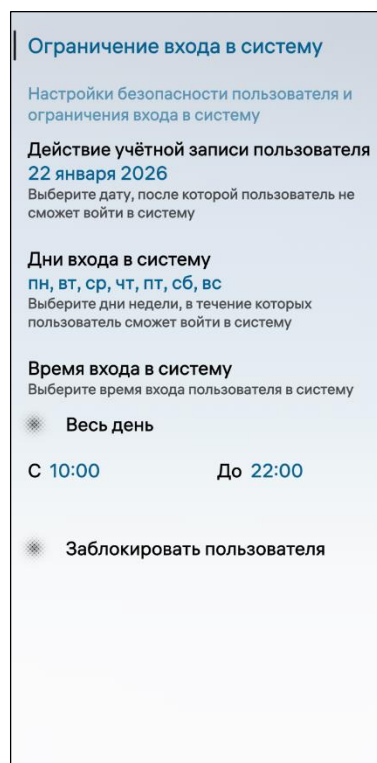 Ограничение входа в систему
Настройки безопасности пользователя и
ограничения входа в систему
Действие учётной записи пользователя
22 января 2026
Выберите дату, после которой пользователь не
сможет войти в систему
Дни входа в систему
пн, вт, ср, чт, пт, сб, вс
Выберите дни недели, в течение которых
пользователь сможет войти в систему
Время входа в систему
Выберите время входа пользователя в систему
Весь день
С 10:00 До 22:00
Заблокировать пользователя